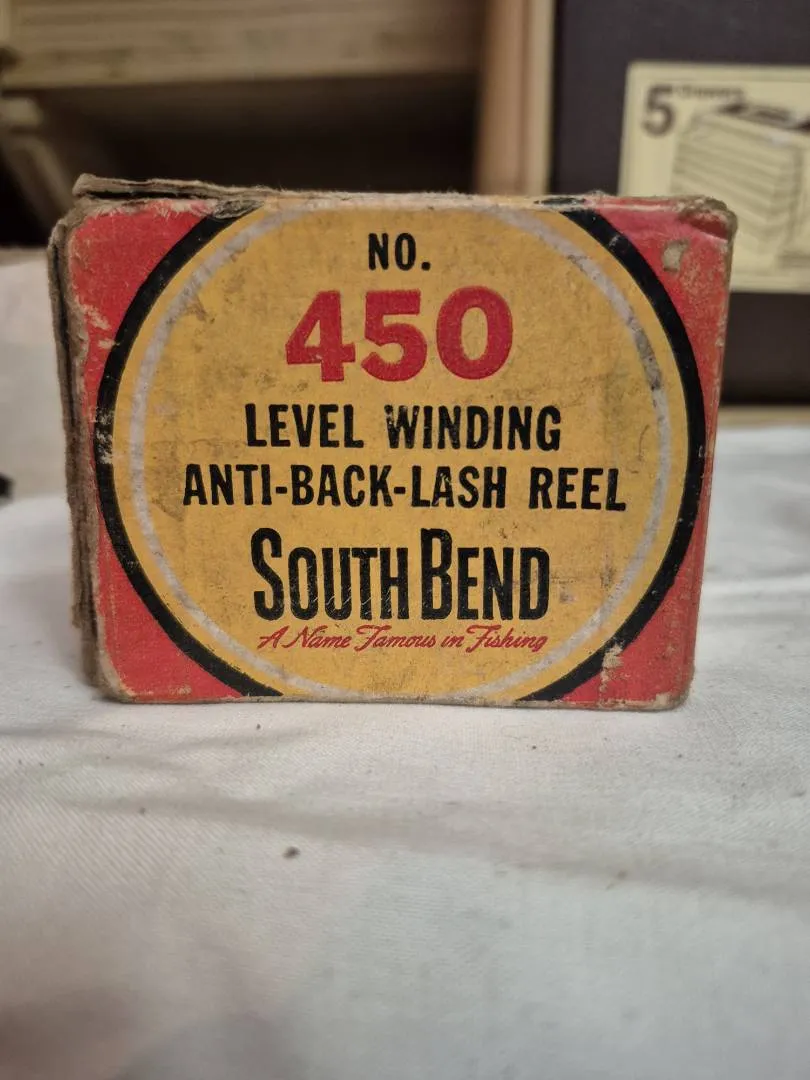 NO.
450
LEVEL WINDING
ANTI-BACK-LASH REEL
SOUTH BEND
A Name Famous in Fishing
5